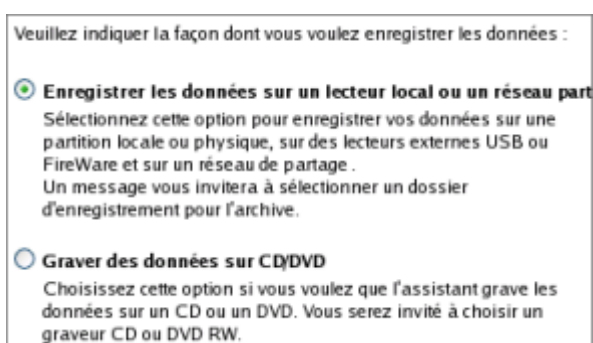 Veuillez indiquer la façon dont vous voulez enregistrer les données :
Enregistrer les données sur un lecteur local ou un réseau part
Sélectionnez cette option pour enregistrer vos données sur une
partition locale ou physique, sur des lecteurs externes USB ou
FireWare et sur un réseau de partage .
Un message vous invitera à sélectionner un dossier
d'enregistrement pour l'archive.
Graver des données sur CD/DVD
Choisissez cette option si vous voulez que l'assistant grave les
données sur un CD ou un DVD. Vous serez invité à choisir un
graveur CD ou DVD RW.